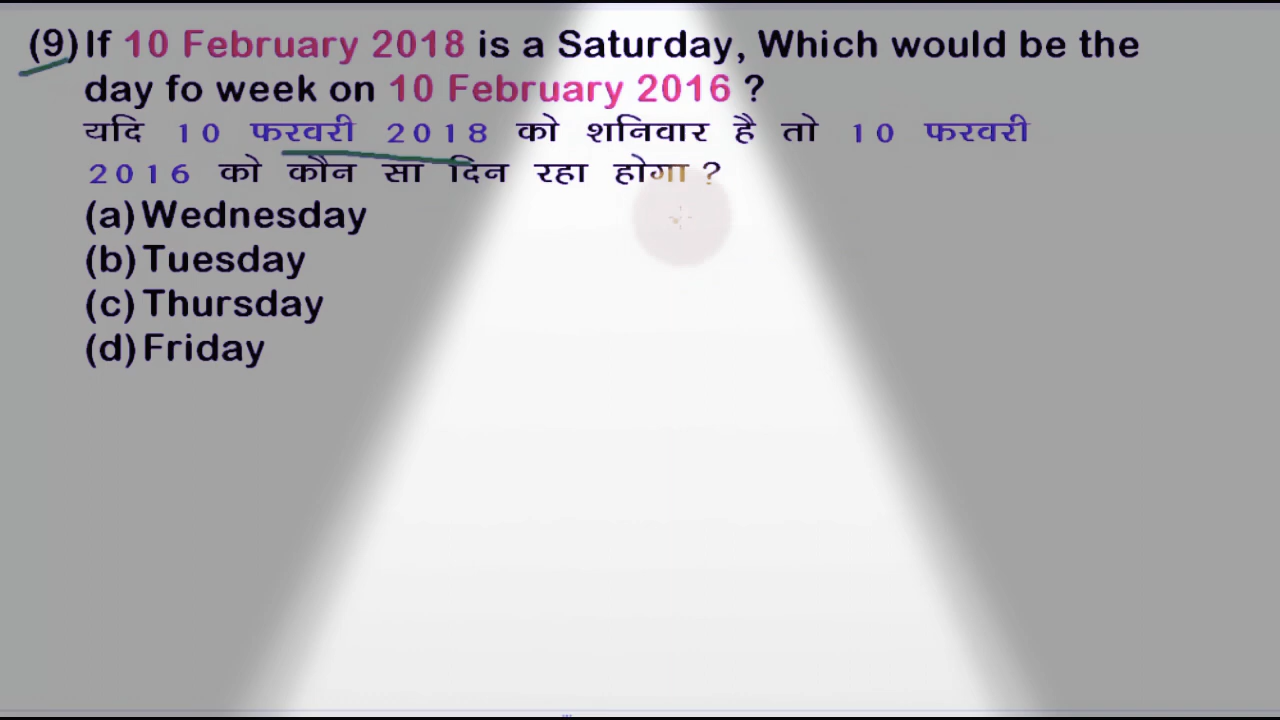 (9) If 10 February 2018 is a Saturday, Which would be the
day fo week on 10 February 2016 ?
यदि 10 फरवरी 2018 को शनिवार है तो 10 फरवरी
2016 को कौन सा दिन रहा होगा ?
(a) Wednesday
(b) Tuesday
(c) Thursday
(d) Friday